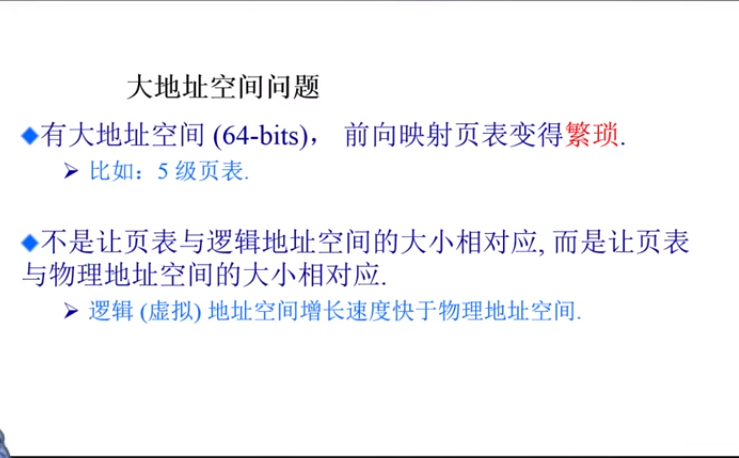 大地址空间问题
有大地址空间 (64-bits)， 前向映射页表变得繁琐.
比如：5 级页表.
不是让页表与逻辑地址空间的大小相对应, 而是让页表
与物理地址空间的大小相对应.
逻辑 (虚拟) 地址空间增长速度快于物理地址空间.